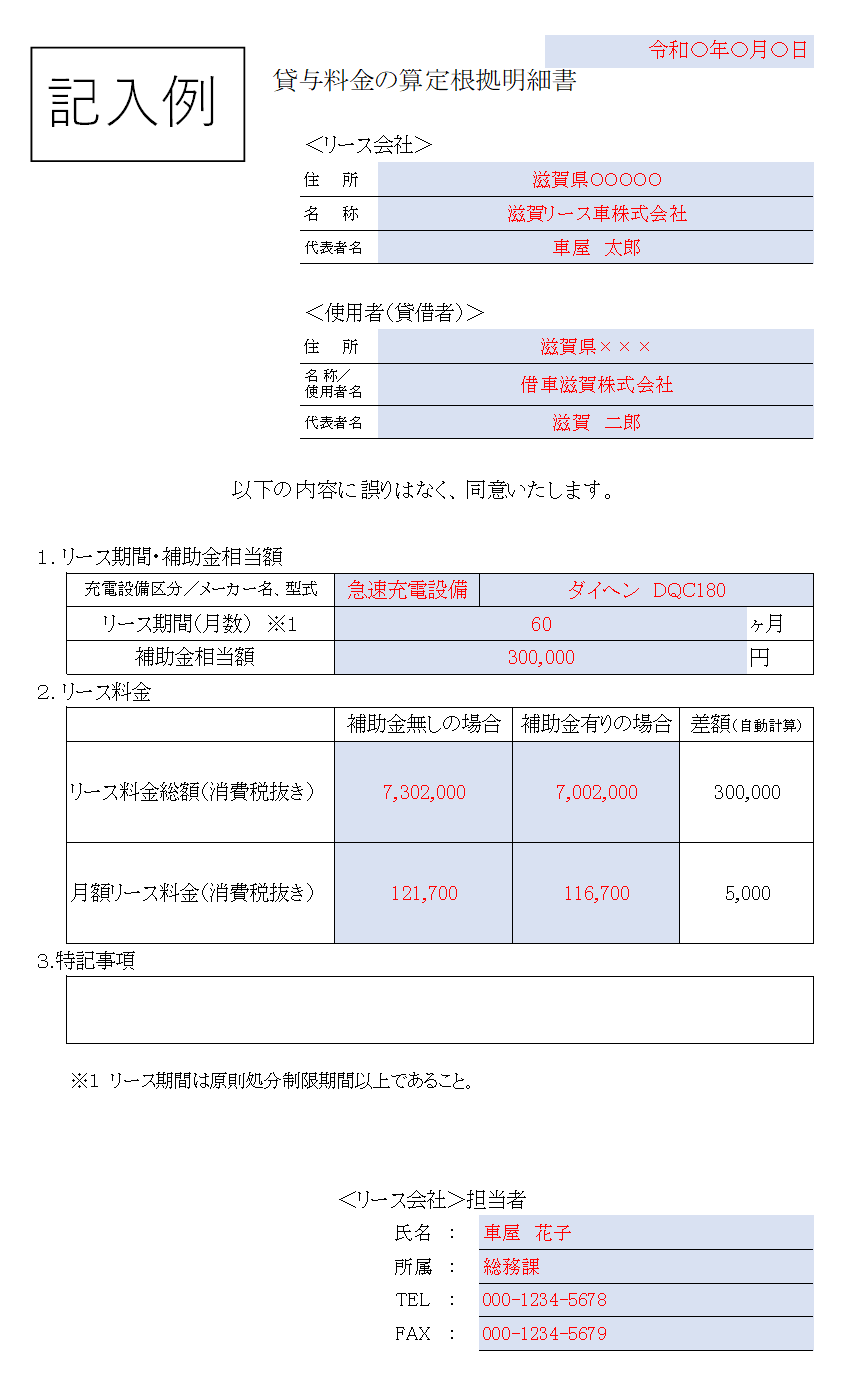 令和〇年〇月〇日
記入例
貸与料金の算定根拠明細書
＜リース会社＞
住　所　滋賀県〇〇〇〇〇
名　称　滋賀リース車株式会社
代表者名　車屋　太郎
＜使用者（貸借者）＞
住　所　滋賀県×××
名 称／
使用者名　借車滋賀株式会社
代表者名　滋賀　二郎
以下の内容に誤りはなく、同意いたします。
１．リース期間・補助金相当額
充電設備区分／メーカー名、型式　急速充電設備　ダイヘン　DQC180
リース期間（月数）　※１　60　ヶ月
補助金相当額　300,000　円
２．リース料金
補助金無しの場合　補助金有りの場合　差額（自動計算）
リース料金総額（消費税抜き）　7,302,000　7,002,000　300,000
月額リース料金（消費税抜き）　121,700　116,700　5,000
３．特記事項
※１　リース期間は原則処分制限期間以上であること。
＜リース会社＞担当者
氏名　：　車屋　花子
所属　：　総務課
TEL　：　000-1234-5678
FAX　：　000-1234-5679